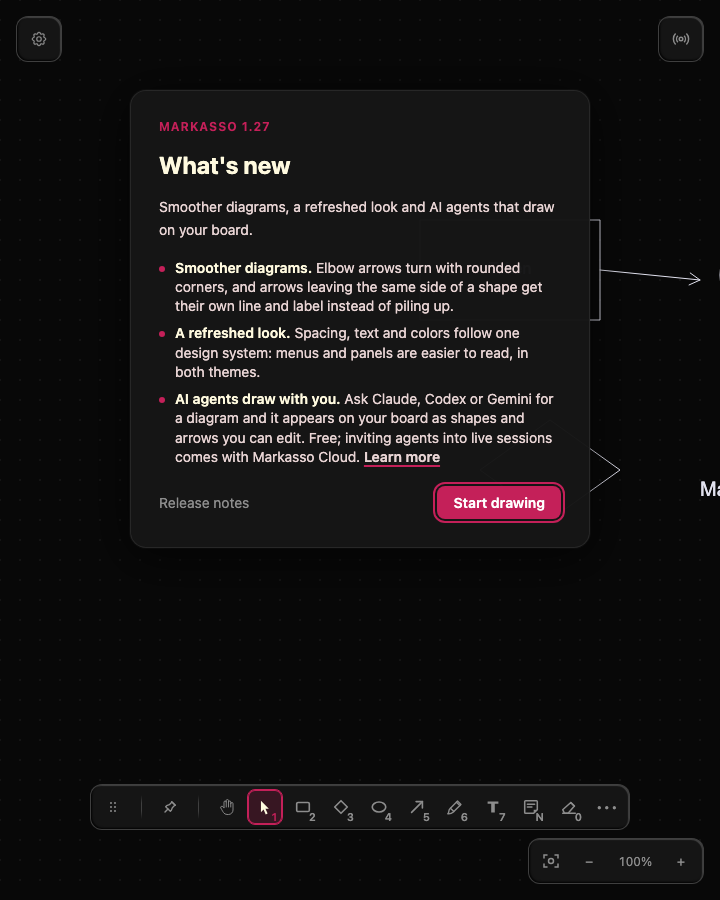 MARKASSO 1.27
What's new
Smoother diagrams, a refreshed look and AI agents that draw
on your board.
Smoother diagrams. Elbow arrows turn with rounded
corners, and arrows leaving the same side of a shape get
their own line and label instead of piling up.
A refreshed look. Spacing, text and colors follow one
design system: menus and panels are easier to read, in
both themes.
AI agents draw with you. Ask Claude, Codex or Gemini for
a diagram and it appears on your board as shapes and
arrows you can edit. Free; inviting agents into live sessions
comes with Markasso Cloud. Learn more
Release notes
Start drawing
Ma
1 2 3 4 5 6 T 7 N 0
− 100% +